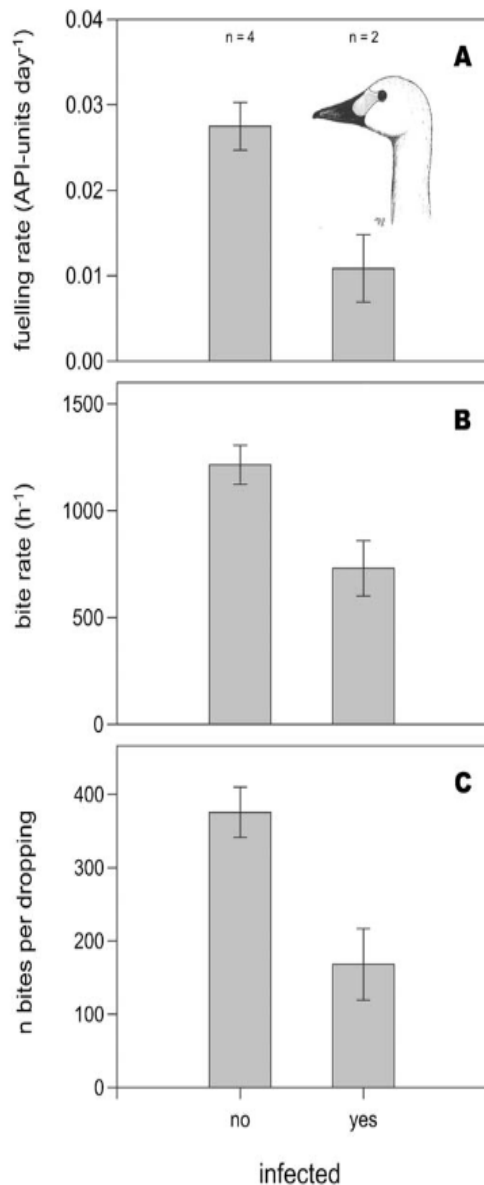 0.04
0.03
0.02
0.01
0.00
fuelling rate (API-units day⁻¹)
n = 4
n = 2
A
1500
1000
500
0
bite rate (h⁻¹)
B
400
300
200
100
0
n bites per dropping
C
no
yes
infected